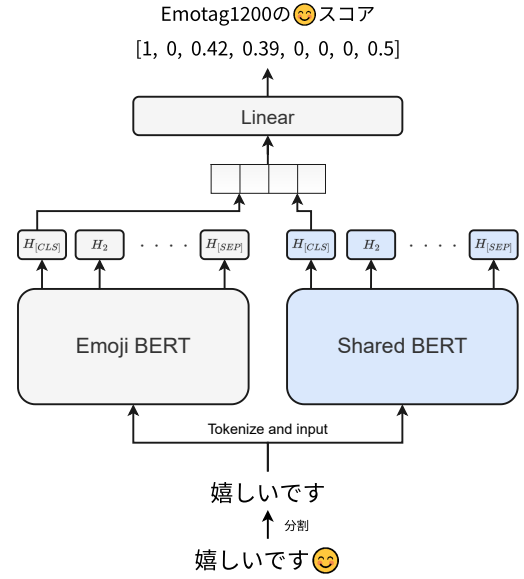 Emotag1200の😊スコア
[1, 0, 0.42, 0.39, 0, 0, 0, 0.5]
Linear
H[CLS] H2 · · · · H[SEP] H[CLS] H2 · · · · H[SEP]
Emoji BERT Shared BERT
Tokenize and input
嬉しいです
分割
嬉しいです😊